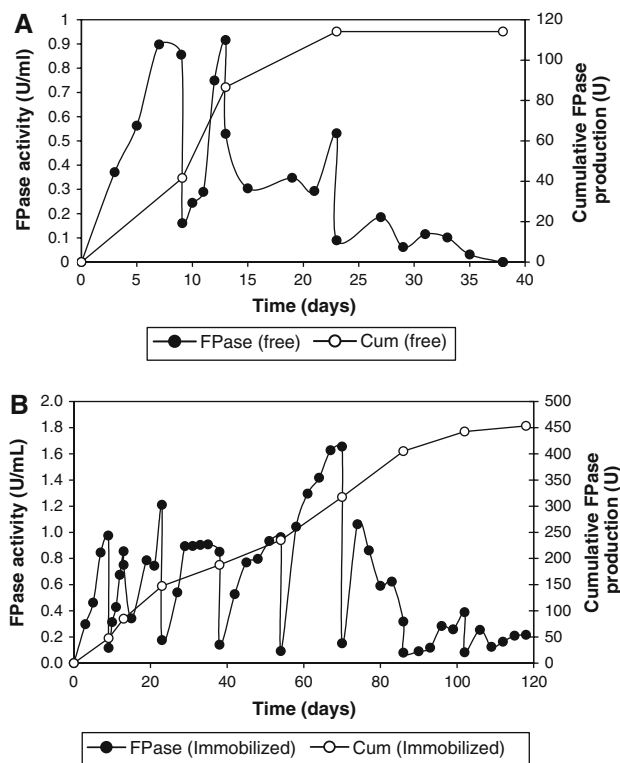 A
FPase activity (U/ml)
1
0.9
0.8
0.7
0.6
0.5
0.4
0.3
0.2
0.1
0
120
100
80
60
40
20
0
Cumulative FPase
production (U)
0 5 10 15 20 25 30 35 40
Time (days)
FPase (free) Cum (free)
B
FPase activity (U/mL)
2.0
1.8
1.6
1.4
1.2
1.0
0.8
0.6
0.4
0.2
0.0
500
450
400
350
300
250
200
150
100
50
0
Cumulative FPase
production (U)
0 20 40 60 80 100 120
Time (days)
FPase (Immobilized) Cum (Immobilized)